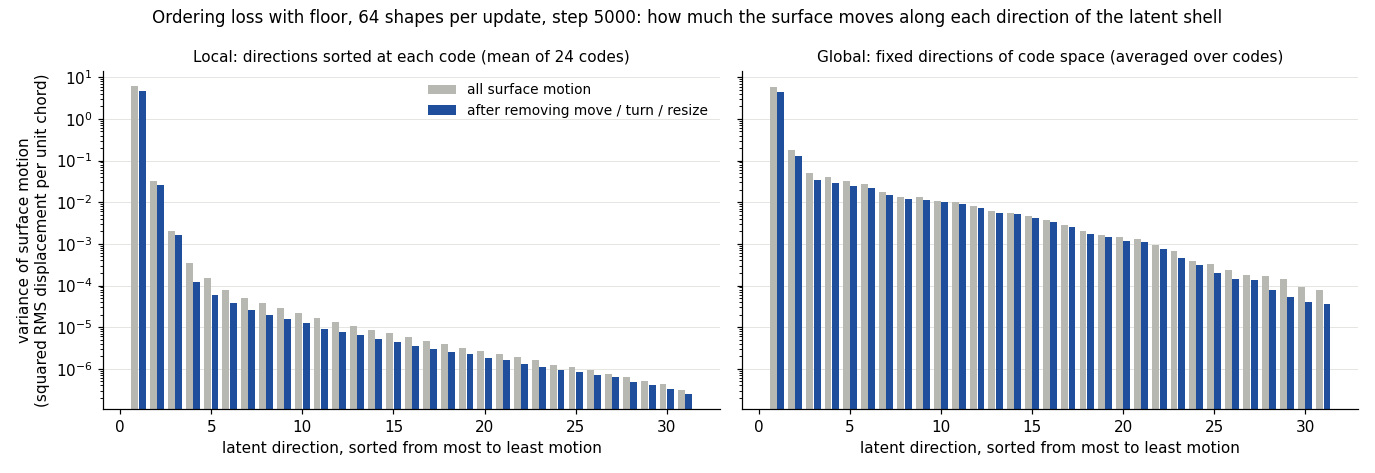 Ordering loss with floor, 64 shapes per update, step 5000: how much the surface moves along each direction of the latent shell
Local: directions sorted at each code (mean of 24 codes)
Global: fixed directions of code space (averaged over codes)
variance of surface motion
(squared RMS displacement per unit chord)
10¹
10⁰
10⁻¹
10⁻²
10⁻³
10⁻⁴
10⁻⁵
10⁻⁶
all surface motion
after removing move / turn / resize
0 5 10 15 20 25 30
0 5 10 15 20 25 30
latent direction, sorted from most to least motion
latent direction, sorted from most to least motion